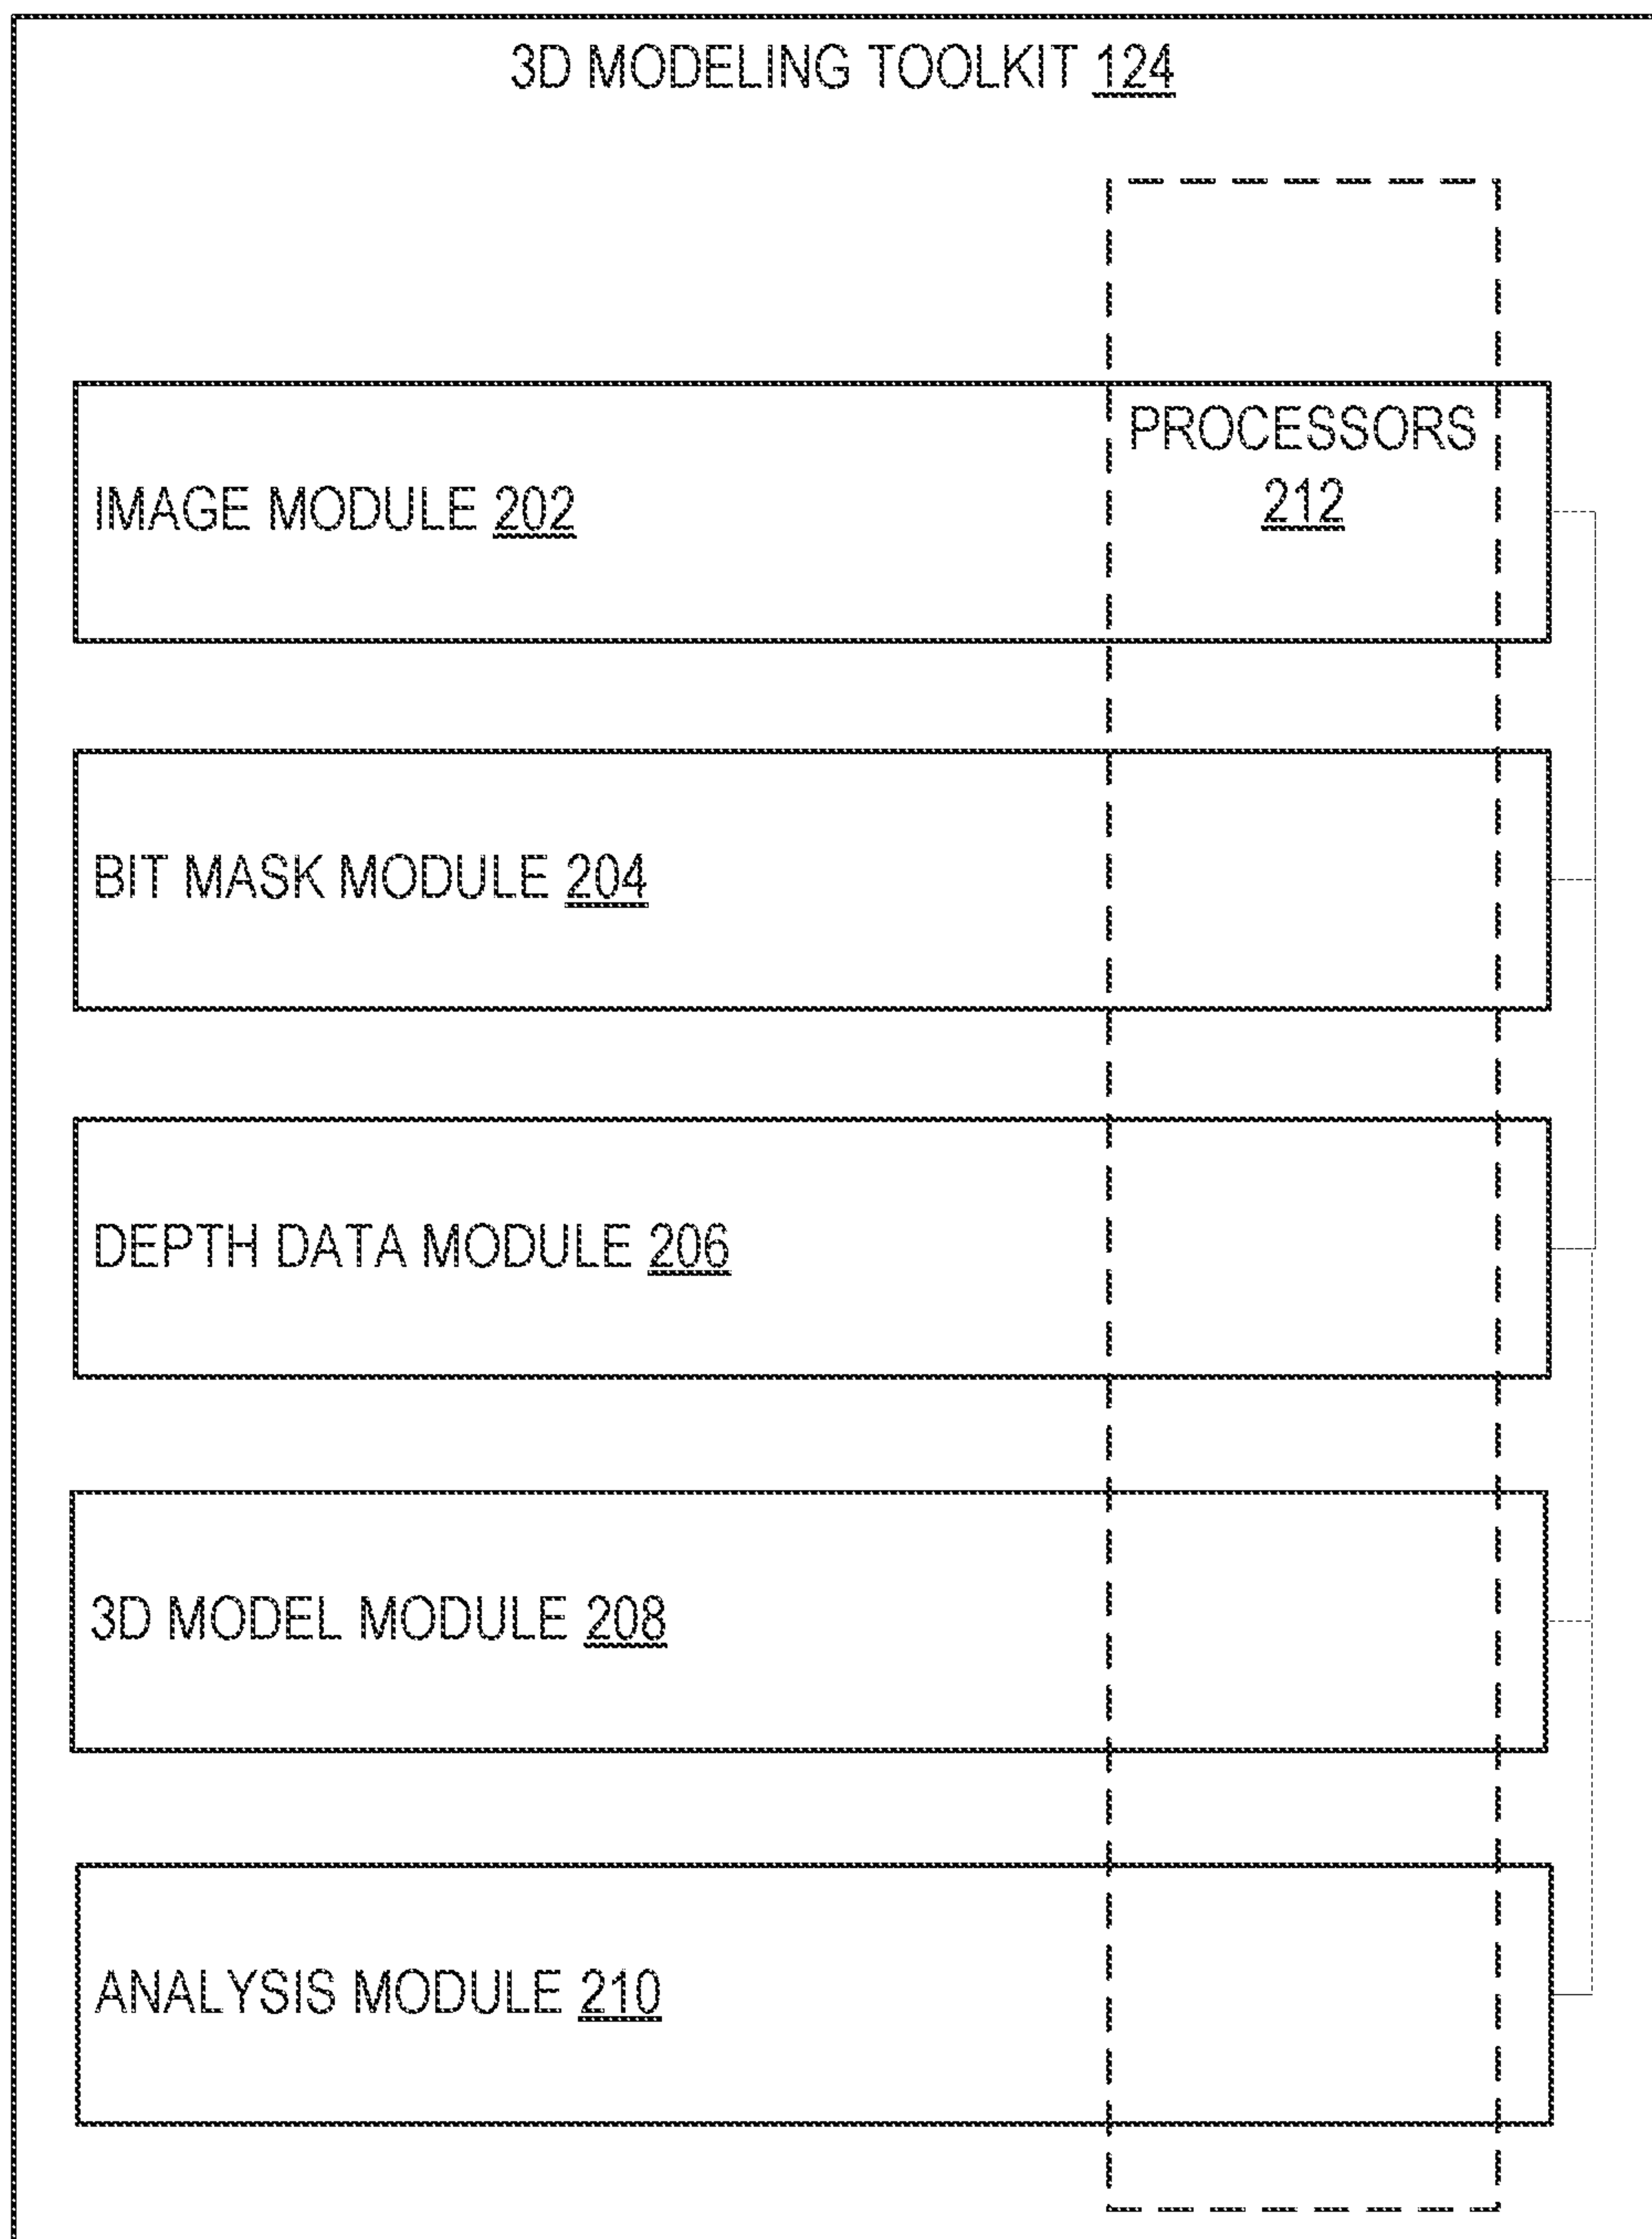 3D MODELING TOOLKIT 124
PROCESSORS
212
IMAGE MODULE 202
BIT MASK MODULE 204
DEPTH DATA MODULE 206
3D MODEL MODULE 208
ANALYSIS MODULE 210